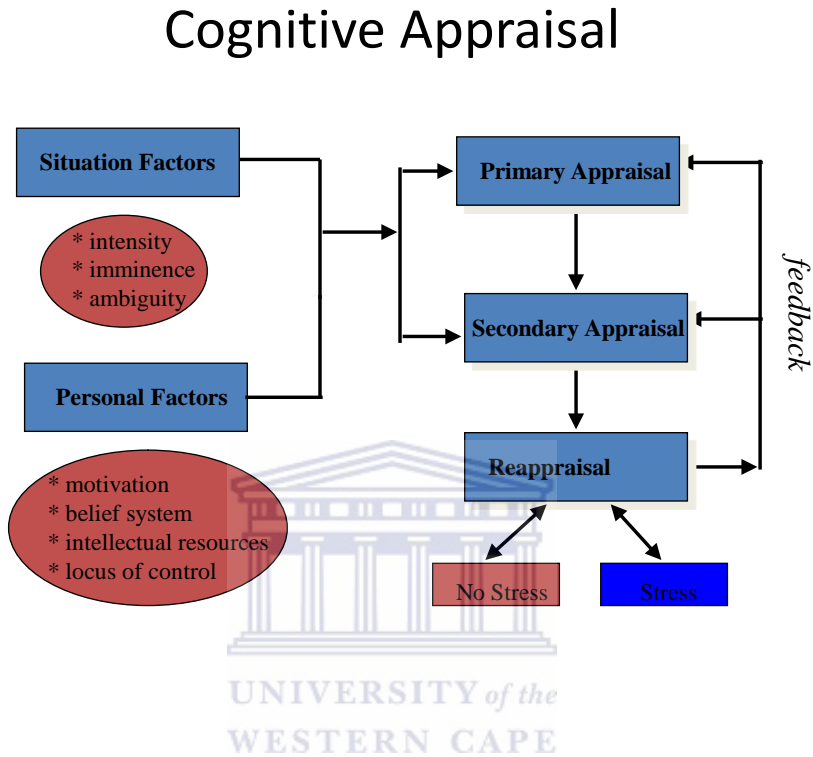 Cognitive Appraisal
Situation Factors
* intensity
* imminence
* ambiguity
Personal Factors
* motivation
* belief system
* intellectual resources
* locus of control
Primary Appraisal
Secondary Appraisal
Reappraisal
feedback
No Stress
Stress
UNIVERSITY of the
WESTERN CAPE